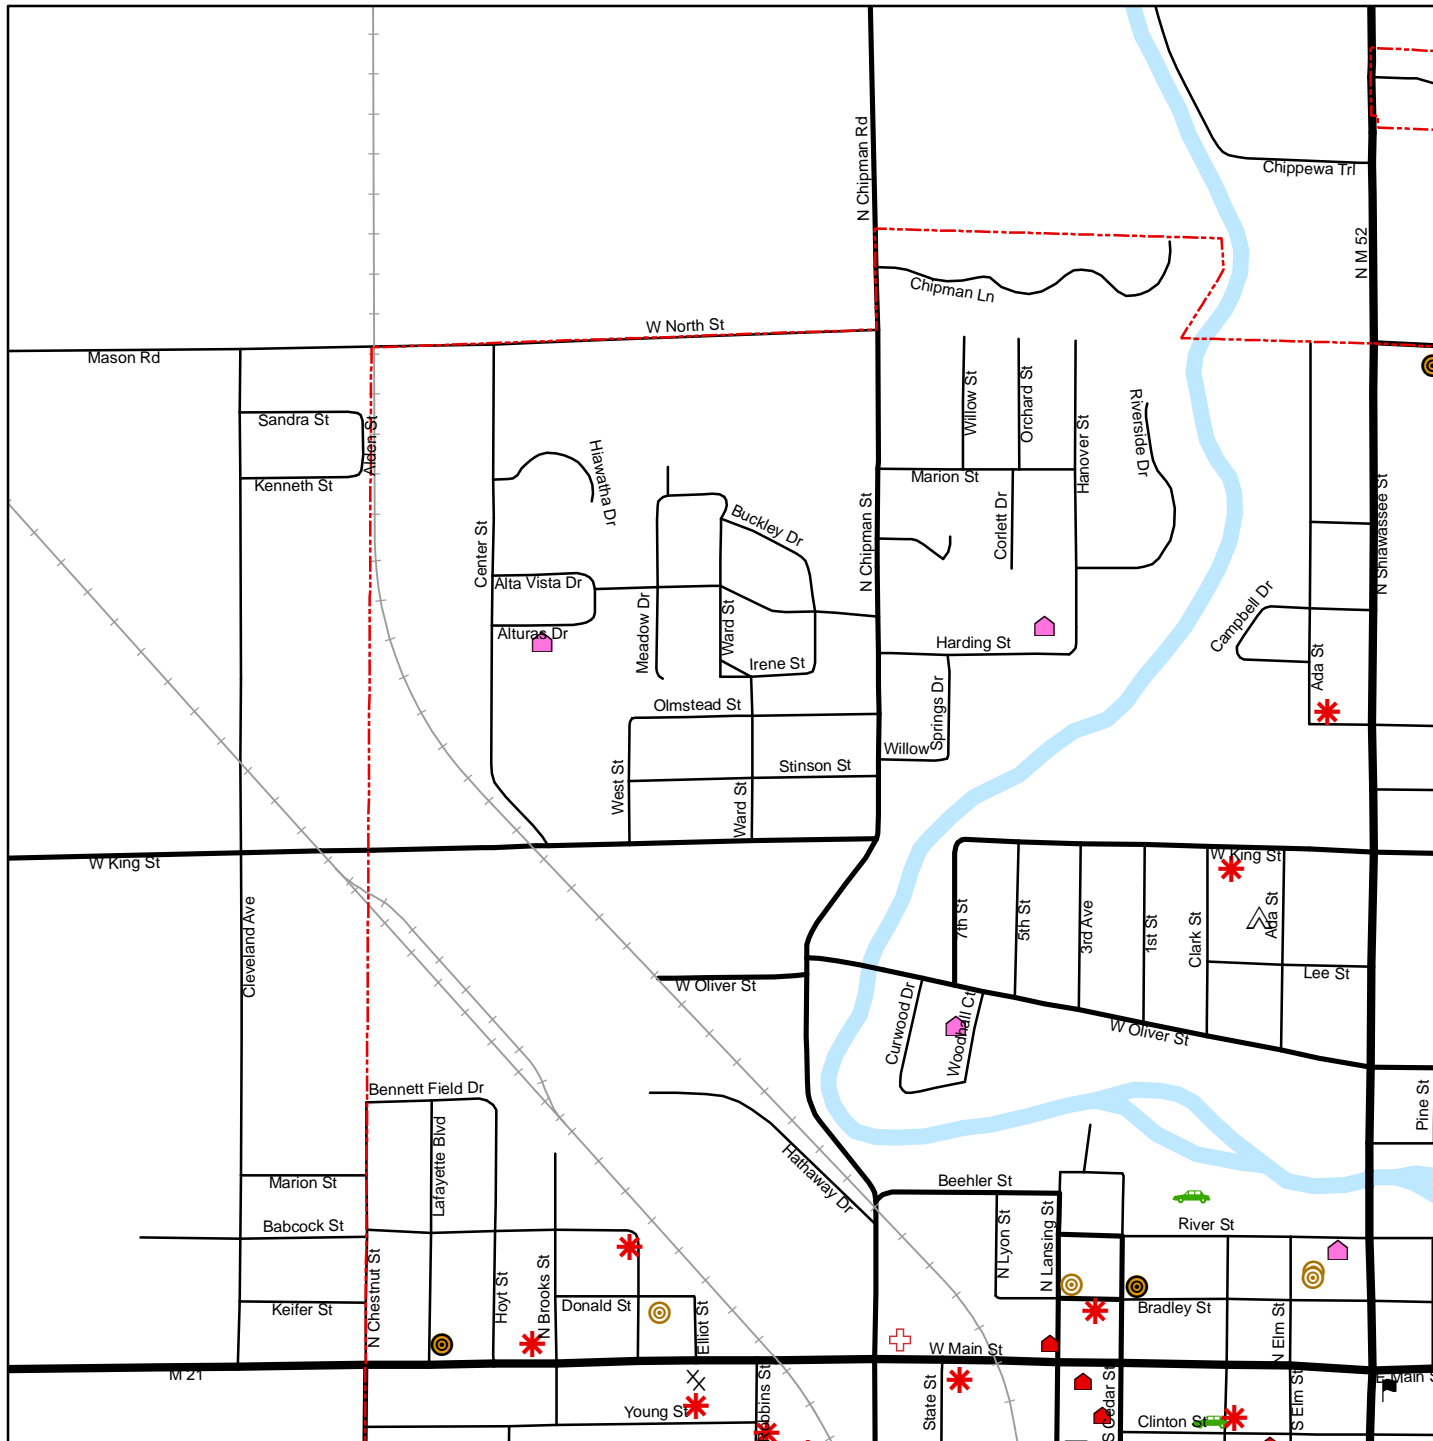 N Chipman Rd
Chippewa Trl
N M 52
Chipman Ln
W North St
Mason Rd
Sandra St
Alden St
Kenneth St
Hiawatha Dr
Willow St
Orchard St
Hanover St
Riverside Dr
Marion St
Buckley Dr
Center St
N Chipman St
Corlett Dr
N Shiawassee St
Alta Vista Dr
Alturas Dr
Meadow Dr
Ward St
Irene St
Harding St
Campbell Dr
Ada St
Olmstead St
Springs Dr
Willow
Stinson St
West St
Ward St
W King St
W King St
Cleveland Ave
7th St
5th St
3rd Ave
1st St
Clark St
Ada St
Lee St
W Oliver St
Curwood Dr
Woodhall Ct
W Oliver St
Bennett Field Dr
Lafayette Blvd
Pine St
Hathaway Dr
Marion St
Beehler St
Babcock St
N Lyon St
N Lansing St
River St
N Chestnut St
Hoyt St
N Brooks St
Keifer St
Donald St
Elliot St
Bradley St
N Elm St
W Main St
M 21
E Main S
Robbins St
State St
S Cedar St
S Elm St
Young St
Clinton St